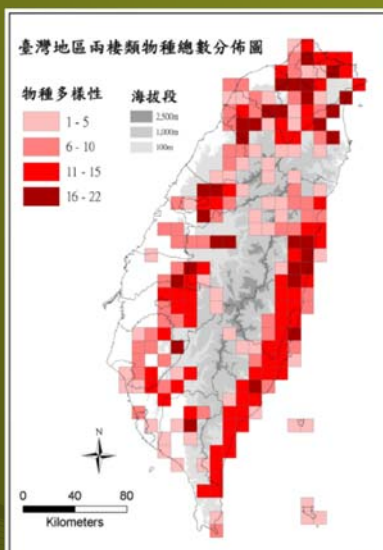 臺灣地區兩棲類物種總數分佈圖
物種多樣性
1 - 5
6 - 10
11 - 15
16 - 22
海拔段
2,500m
1,000m
100m
N
0 40 80
Kilometers